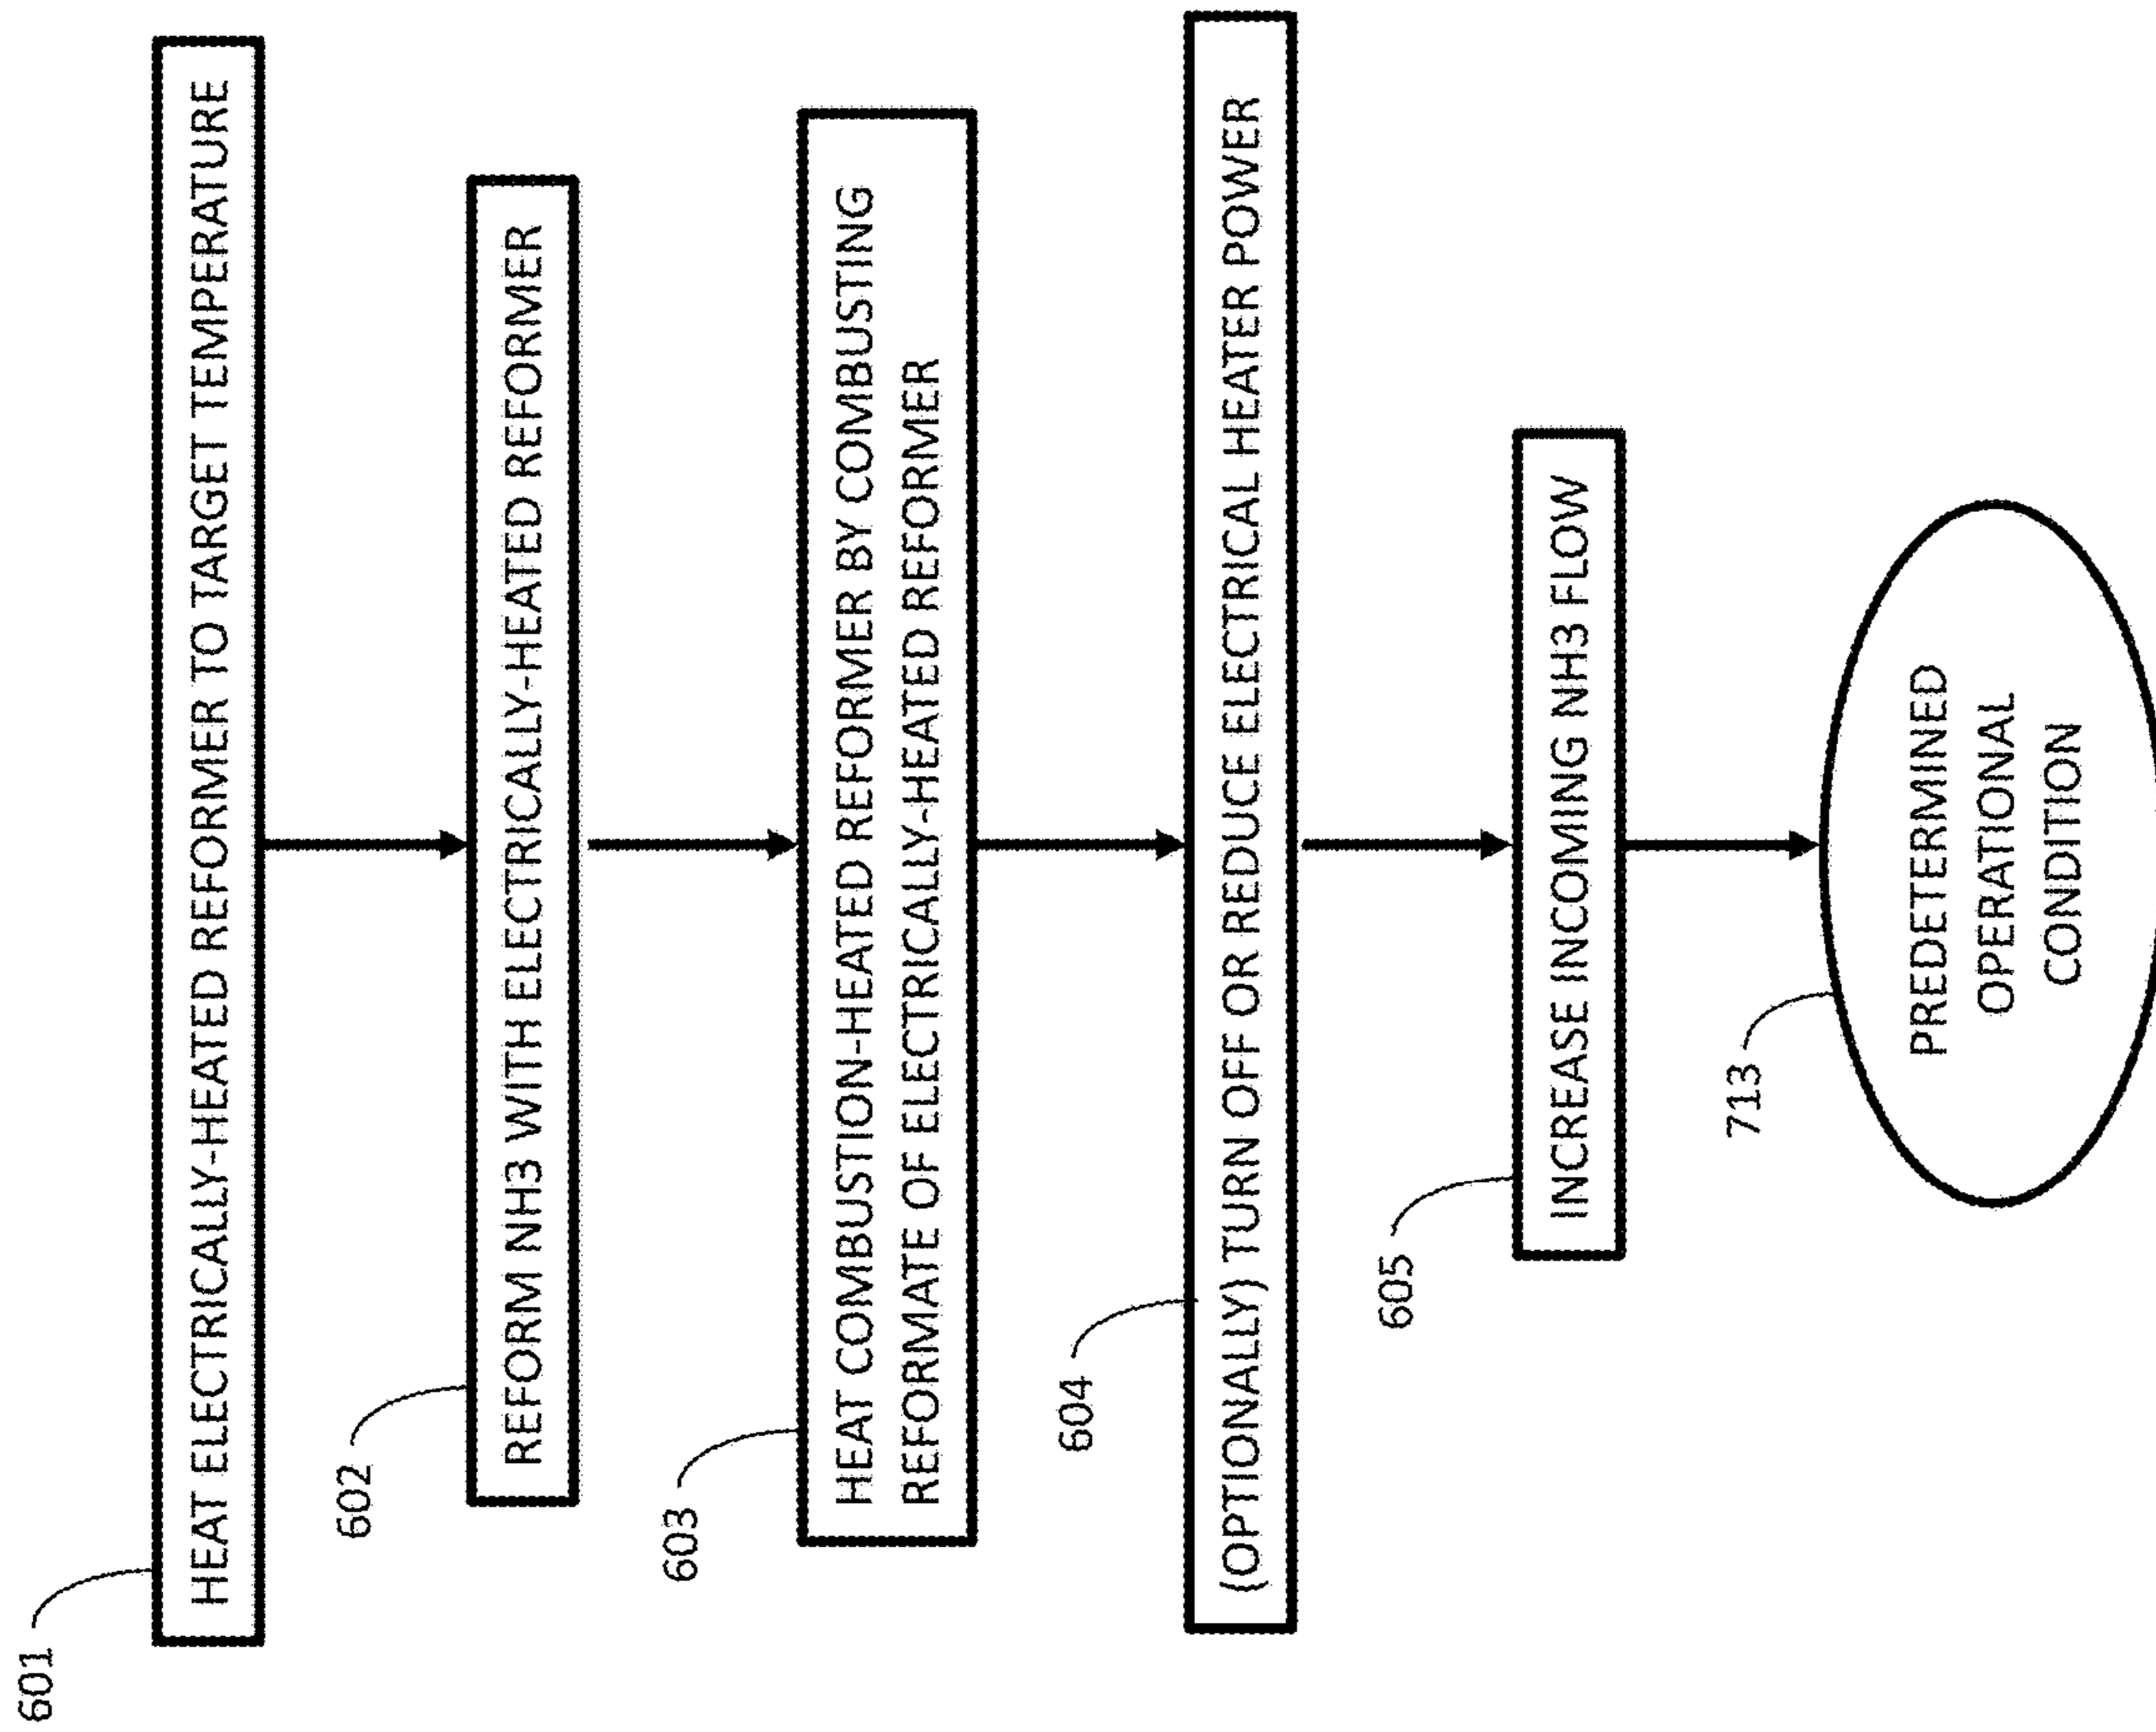 601
HEAT ELECTRICALLY-HEATED REFORMER TO TARGET TEMPERATURE
602
REFORM NH3 WITH ELECTRICALLY-HEATED REFORMER
603
HEAT COMBUSTION-HEATED REFORMER BY COMBUSTING
REFORMATE OF ELECTRICALLY-HEATED REFORMER
604
(OPTIONALLY) TURN OFF OR REDUCE ELECTRICAL HEATER POWER
605
INCREASE INCOMING NH3 FLOW
713
PREDETERMINED
OPERATIONAL
CONDITION